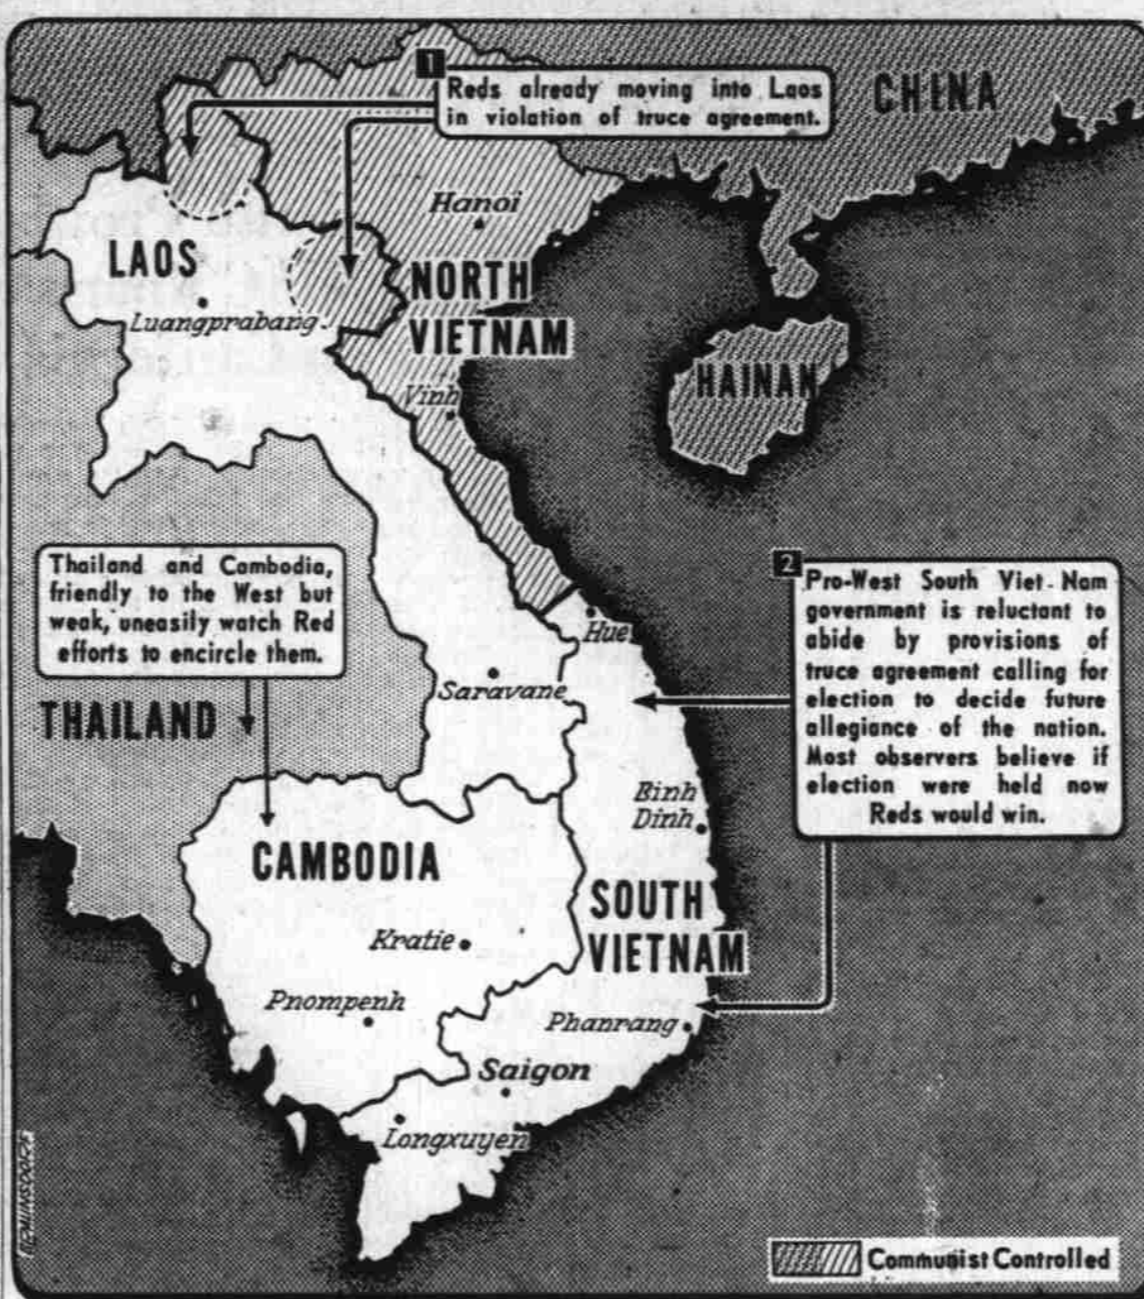 1
Reds already moving into Laos
in violation of truce agreement.
CHINA
Hanoi
LAOS
NORTH
VIETNAM
Luangprabang
HAINAN
Vinh
Thailand and Cambodia,
friendly to the West but
weak, uneasily watch Red
efforts to encircle them.
2
Pro-West South Viet-Nam
government is reluctant to
abide by provisions of
truce agreement calling for
election to decide future
allegiance of the nation.
Most observers believe if
election were held now
Reds would win.
Hue
Saravane
THAILAND
Binh
Dinh
CAMBODIA
SOUTH
VIETNAM
Kratie
Pnompenh
Phanrang
Saigon
Longxuyen
Communist Controlled